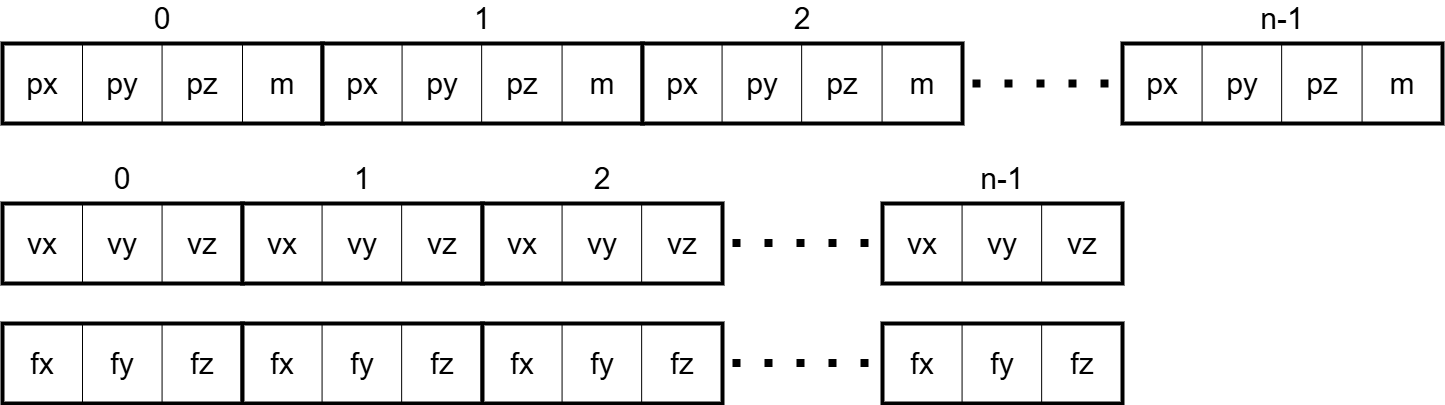 0 1 2 n-1
px py pz m px py pz m px py pz m px py pz m
0 1 2 n-1
vx vy vz vx vy vz vx vy vz vx vy vz
fx fy fz fx fy fz fx fy fz fx fy fz